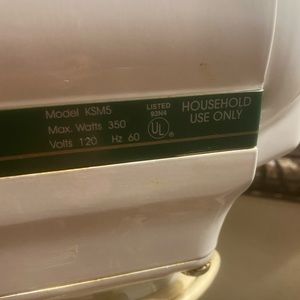 Model KSM5
Max. Watts 350
Volts 120 Hz 60
LISTED
93N4
UL
HOUSEHOLD
USE ONLY